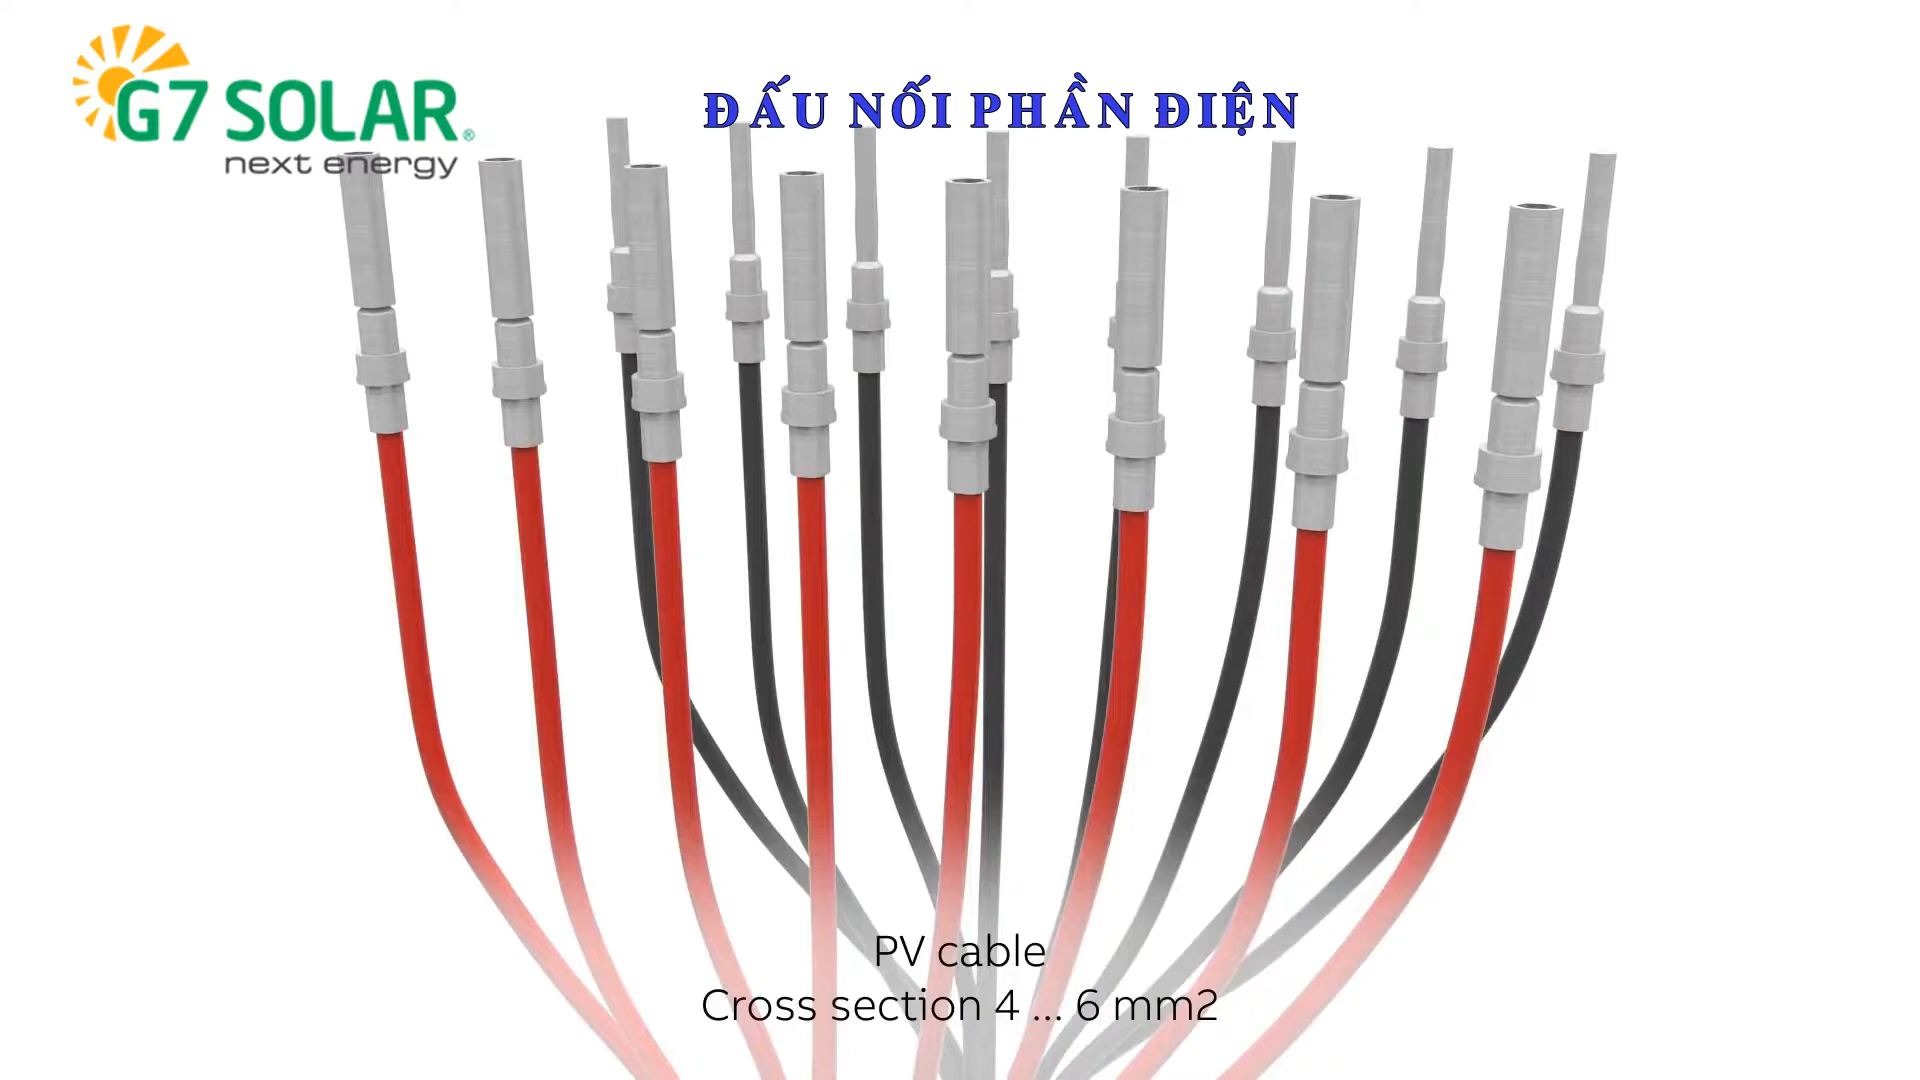 G7 SOLAR®
next energy
ĐẤU NỐI PHẦN ĐIỆN
PV cable
Cross section 4 ... 6 mm2